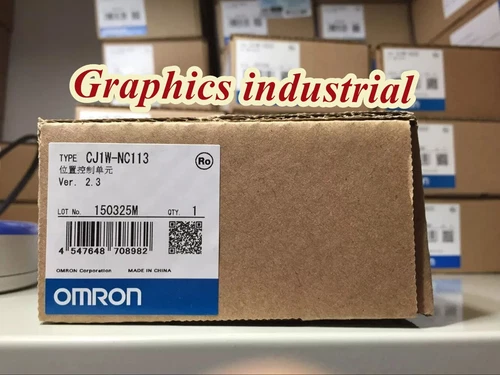 Graphics industrial
TYPE CJ1W-NC113
位置控制单元
Ver. 2.3
Ro
LOT No. 150325M QTY. 1
4 547648 708982
OMRON Corporation MADE IN CHINA
OMRON